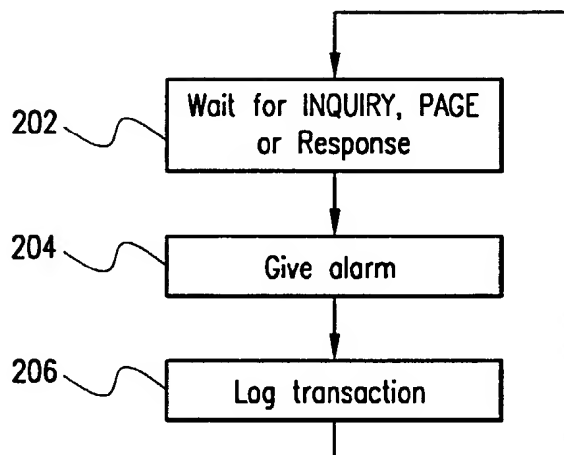 202
Wait for INQUIRY, PAGE
or Response
204
Give alarm
206
Log transaction